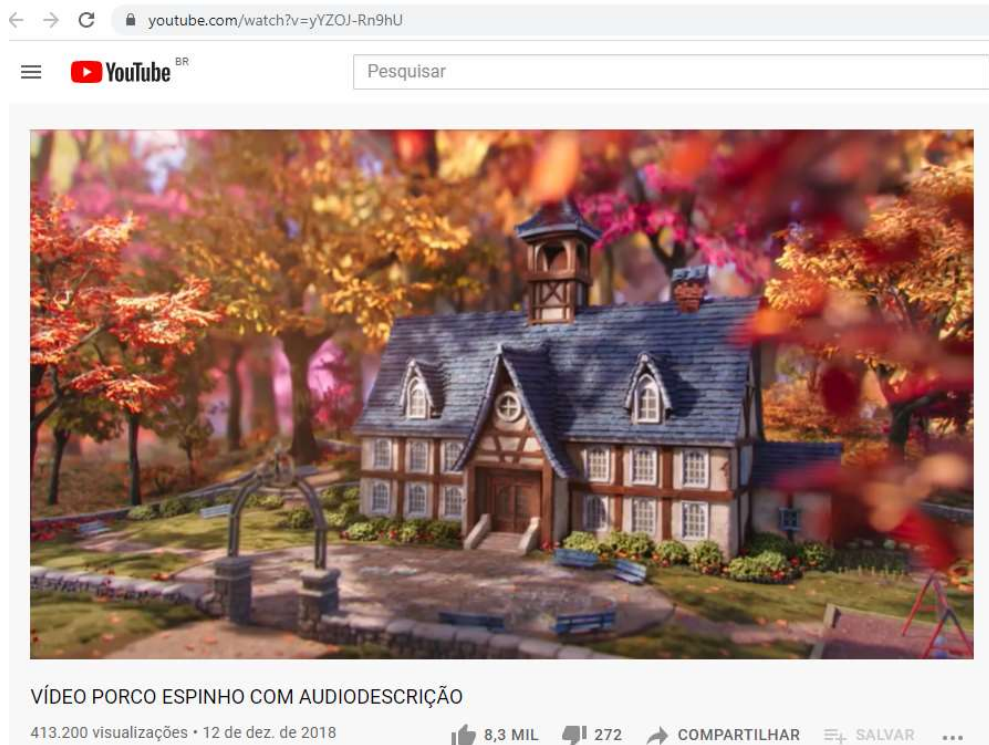 youtube.com/watch?v=yYZOJ-Rn9hU
YouTube BR
Pesquisar
VÍDEO PORCO ESPINHO COM AUDIODESCRIÇÃO
413.200 visualizações • 12 de dez. de 2018 8,3 MIL 272 COMPARTILHAR SALVAR